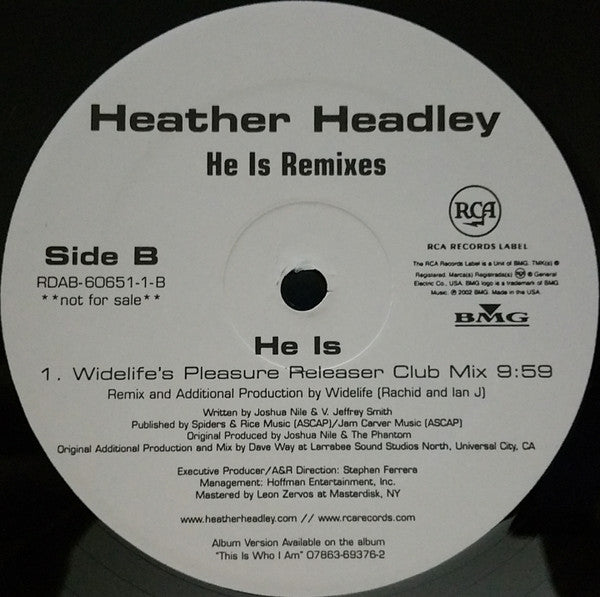 Heather Headley
He Is Remixes
RCA
RCA RECORDS LABEL
Side B
RDAB-60651-1-B
**not for sale**
The RCA Records Label is a Unit of BMG. TMK(s) ®
Registered. Marca(s) Registrada(s) RCA ® General
Electric Co., USA. BMG logo is a trademark of BMG
Music. ℗ 2002 BMG. Made in the USA.
BMG
He Is
1. Widelife's Pleasure Releaser Club Mix 9:59
Remix and Additional Production by Widelife (Rachid and Ian J)
Written by Joshua Nile & V. Jeffrey Smith
Published by Spiders & Rice Music (ASCAP)/Jam Carver Music (ASCAP)
Original Produced by Joshua Nile & The Phantom
Original Additional Production and Mix by Dave Way at Larrabee Sound Studios North, Universal City, CA
Executive Producer/A&R Direction: Stephen Ferrera
Management: Hoffman Entertainment, Inc.
Mastered by Leon Zervos at Masterdisk, NY
www.heatherheadley.com // www.rcarecords.com
Album Version Available on the album
"This Is Who I Am" 07863-69376-2